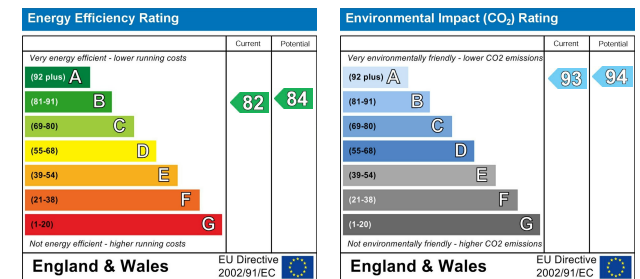 Energy Efficiency Rating
Current Potential
Very energy efficient - lower running costs
(92 plus) A
(81-91) B
82 84
(69-80) C
(55-68) D
(39-54) E
(21-38) F
(1-20) G
Not energy efficient - higher running costs
England & Wales
EU Directive
2002/91/EC
Environmental Impact (CO₂) Rating
Current Potential
Very environmentally friendly - lower CO2 emissions
(92 plus) A
93 94
(81-91) B
(69-80) C
(55-68) D
(39-54) E
(21-38) F
(1-20) G
Not environmentally friendly - higher CO2 emissions
England & Wales
EU Directive
2002/91/EC